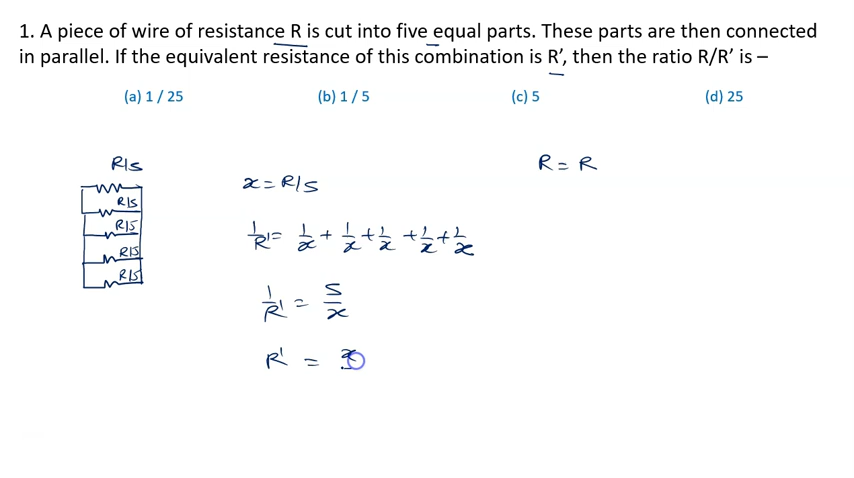 1. A piece of wire of resistance R is cut into five equal parts. These parts are then connected
in parallel. If the equivalent resistance of this combination is R’, then the ratio R/R’ is –
(a) 1 / 25 (b) 1 / 5 (c) 5 (d) 25
R/5
R/5
R/5
R/5
R/5
x = R/5
1/R' = 1/x + 1/x + 1/x + 1/x + 1/x
1/R' = 5/x
R' = x
R = R